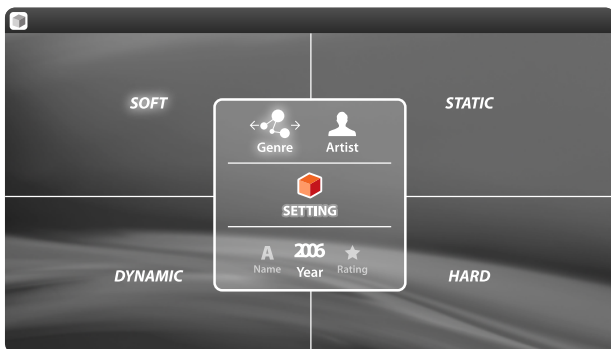 SOFT
STATIC
Genre Artist
SETTING
A 2006
Name Year Rating
DYNAMIC
HARD